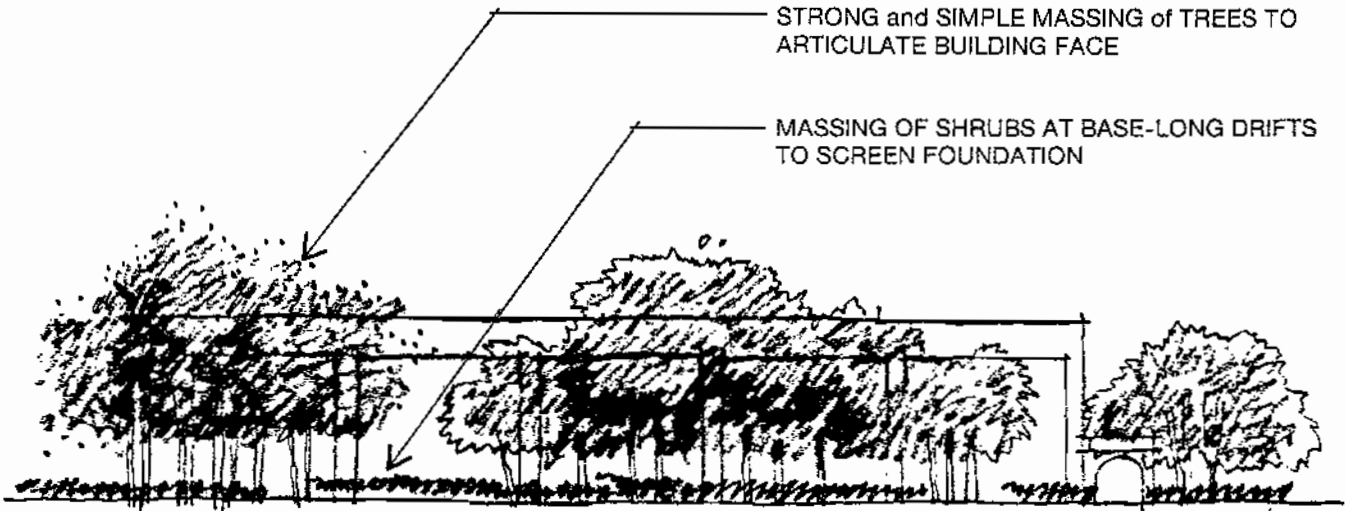 STRONG and SIMPLE MASSING of TREES TO
ARTICULATE BUILDING FACE
MASSING OF SHRUBS AT BASE-LONG DRIFTS
TO SCREEN FOUNDATION